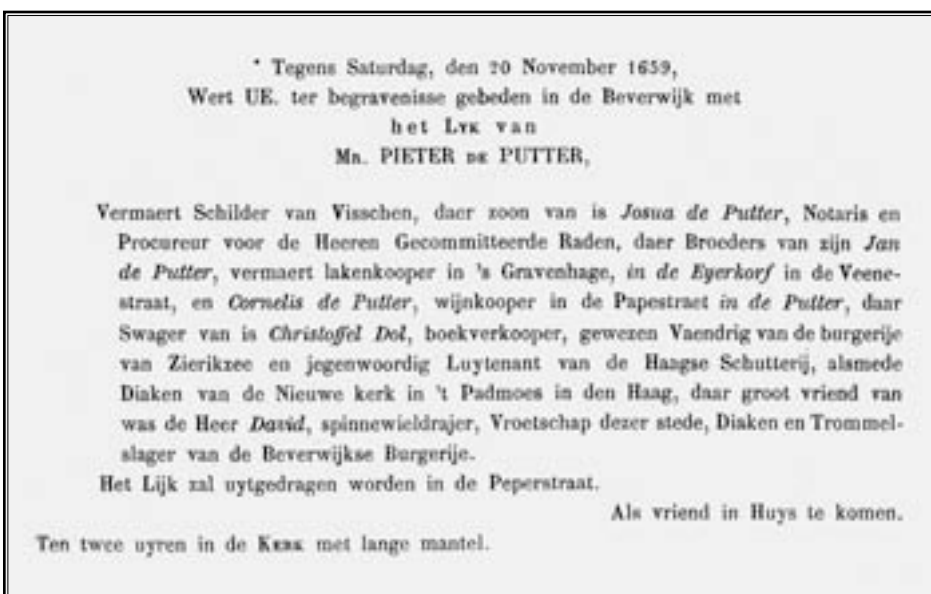 * Tegens Saturdag, den 20 November 1659,
Wert UE. ter begravenisse gebeden in de Beverwijk met
het LYK van
MR. PIETER DE PUTTER,
Vermaert Schilder van Visschen, daer zoon van is Josua de Putter, Notaris en
Procureur voor de Heeren Gecommitteerde Raden, daer Broeders van zijn Jan
de Putter, vermaert lakenkooper in 's Gravenhage, in de Eyerkorf in de Veene-
straat, en Cornelis de Putter, wijnkooper in de Papestraet in de Putter, daar
Swager van is Christoffel Dol, boekverkooper, gewezen Vaendrig van de burgerije
van Zierikzee en jegenwoordig Luytenant van de Haagse Schutterij, alsmede
Diaken van de Nieuwe kerk in 't Padmoes in den Haag, daar groot vriend van
was de Heer David, spinnewieldrajer, Vroetschap dezer stede, Diaken en Trommel-
slager van de Beverwijkse Burgerije.
Het Lijk zal uytgedragen worden in de Peperstraat.
Als vriend in Huys te komen.
Ten twee uyren in de KERK met lange mantel.